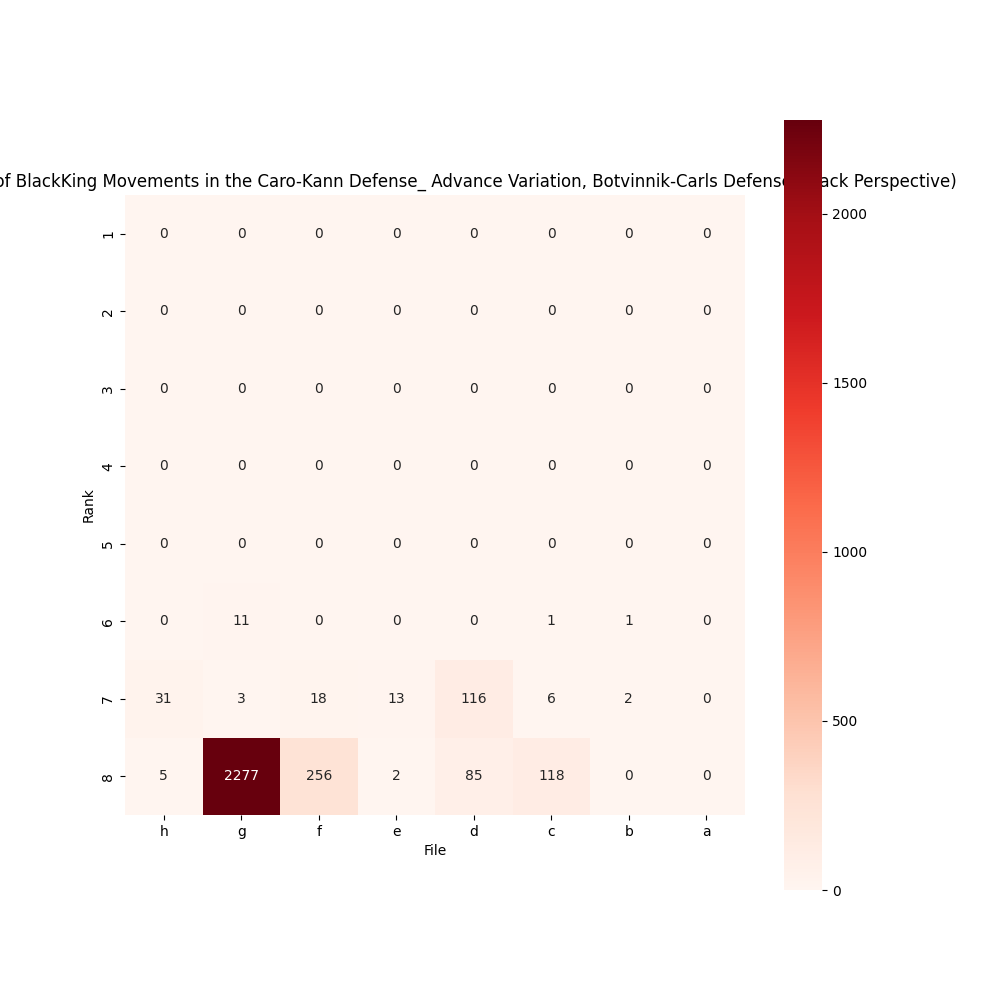 of BlackKing Movements in the Caro-Kann Defense_ Advance Variation, Botvinnik-Carls Defense Perspective)
2000
1500
1000
500
0
Rank
1 0 0 0 0 0 0 0 0
2 0 0 0 0 0 0 0 0
3 0 0 0 0 0 0 0 0
4 0 0 0 0 0 0 0 0
5 0 0 0 0 0 0 0 0
6 0 11 0 0 0 1 1 0
7 31 3 18 13 116 6 2 0
8 5 2277 256 2 85 118 0 0
h g f e d c b a
File